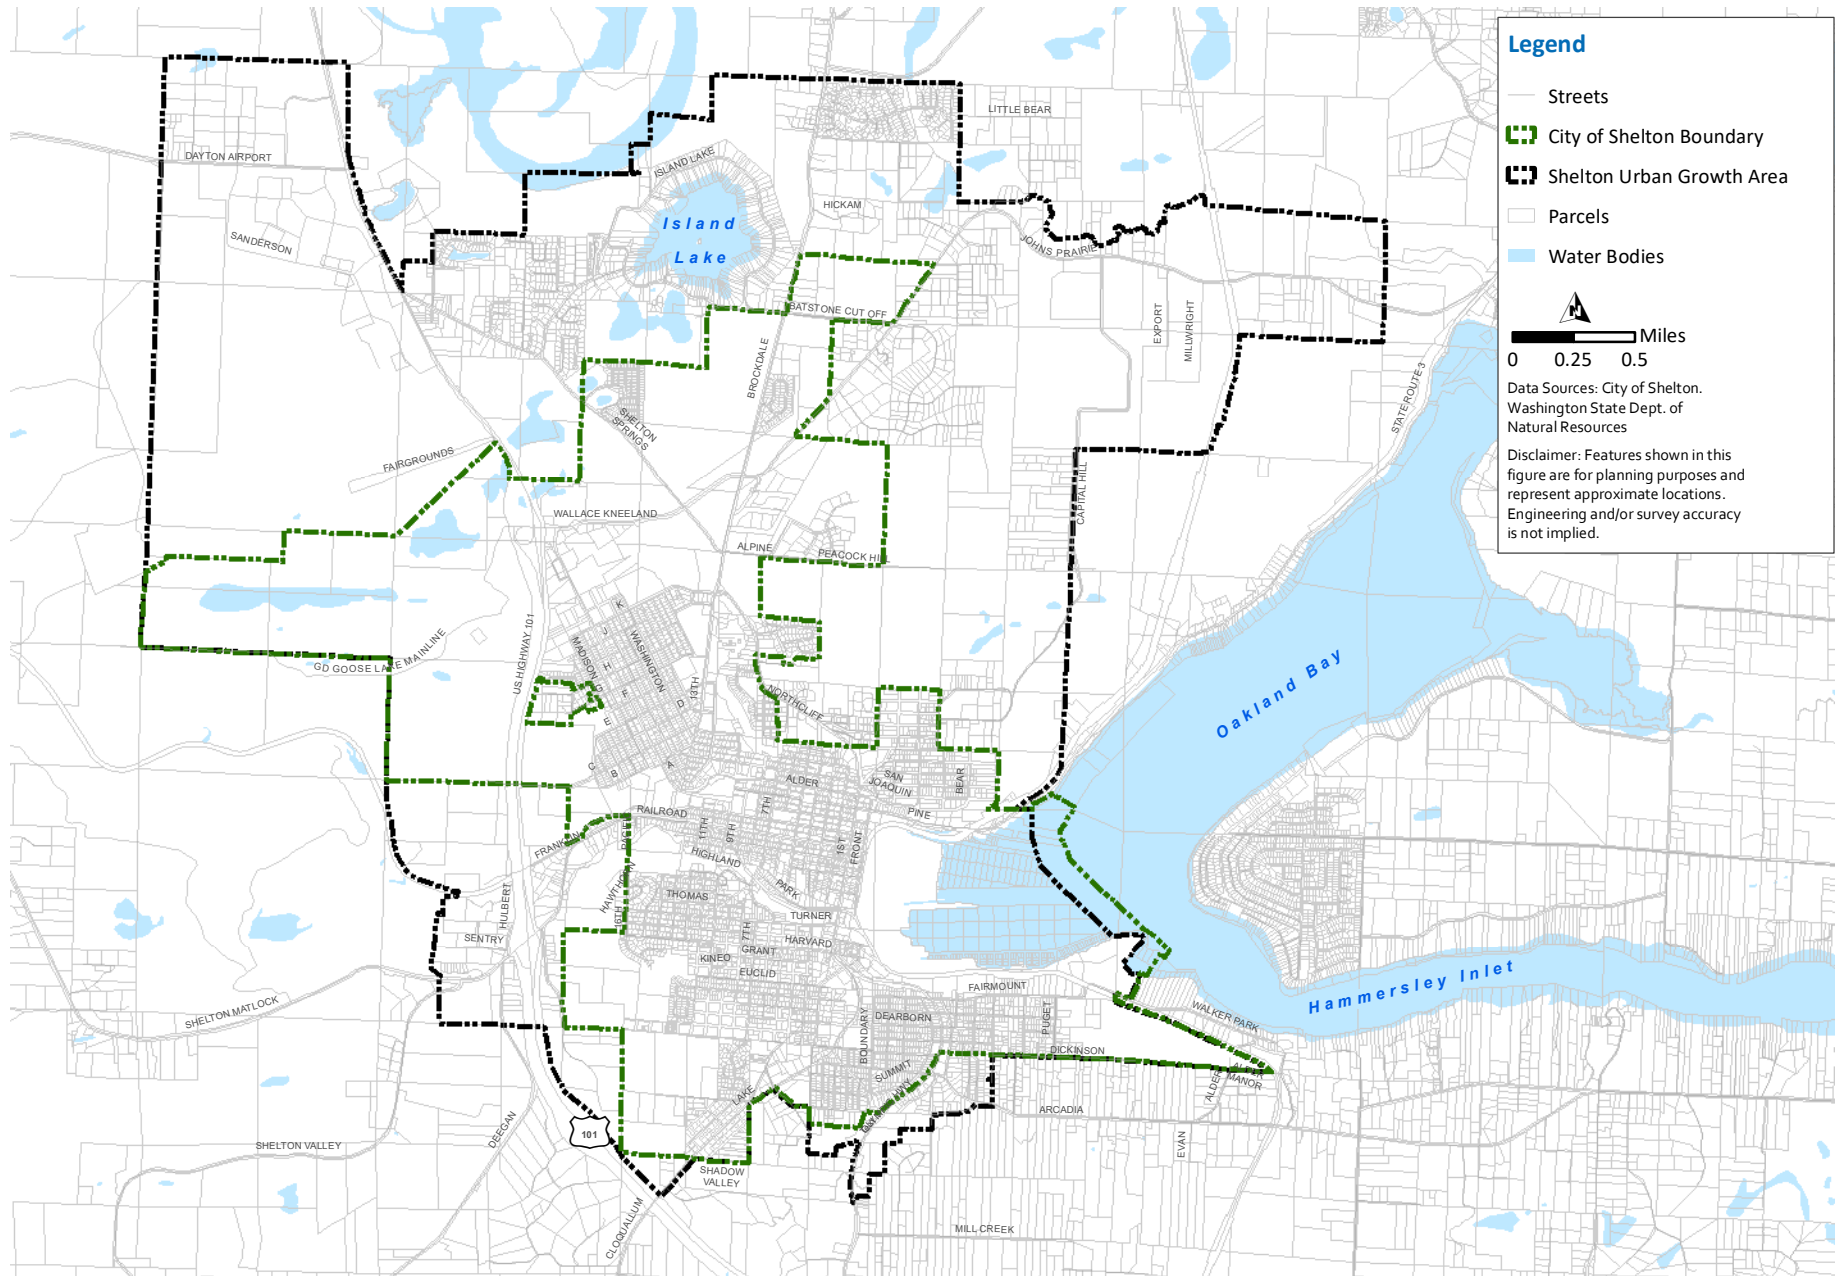 Legend
Streets
City of Shelton Boundary
Shelton Urban Growth Area
Parcels
Water Bodies
N
Miles
0 0.25 0.5
Data Sources: City of Shelton.
Washington State Dept. of
Natural Resources
Disclaimer: Features shown in this
figure are for planning purposes and
represent approximate locations.
Engineering and/or survey accuracy
is not implied.
LITTLE BEAR
DAYTON AIRPORT
ISLAND LAKE
HICKAM
Island
Lake
SANDERSON
JOHNS PRAIRIE
BATSTONE CUT OFF
EXPORT
MILLWRIGHT
BROCKDALE
STATE ROUTE 3
SHELTON
SPRINGS
FAIRGROUNDS
CAPITAL HILL
WALLACE KNEELAND
ALPINE
PEACOCK HILL
K
J
H
F
E
D
C
B
A
WASHINGTON
MADISON
US HIGHWAY 101
GD GOOSE LAKE MAINLINE
13TH
NORTHCLIFF
Oakland Bay
ALDER
SAN
JOAQUIN
BEAR
RAILROAD
7TH
PINE
PACIFIC
11TH
9TH
1ST
FRONT
FRANKLIN
HIGHLAND
HAWTHORN
PARK
THOMAS
16TH
TURNER
HULBERT
SENTRY
7TH
HARVARD
GRANT
KINEO
EUCLID
Hammersley Inlet
FAIRMOUNT
SHELTON MATLOCK
DEARBORN
PUGET
WALKER PARK
BOUNDARY
DICKINSON
SUMMIT
MANOR
ALDER
LAKE
ARCADIA
DEEGAN
101
SHELTON VALLEY
EVAN
SHADOW
VALLEY
CLOQUALLUM
MILL CREEK